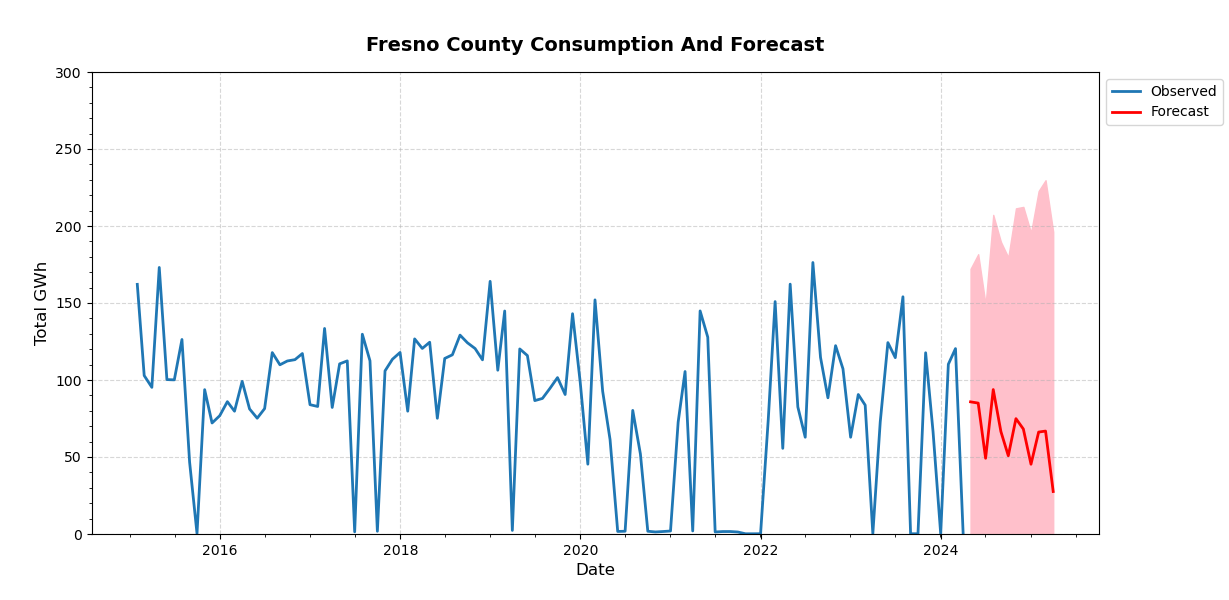 Fresno County Consumption And Forecast
Observed
Forecast
300
250
200
150
100
50
0
Total GWh
2016 2018 2020 2022 2024
Date